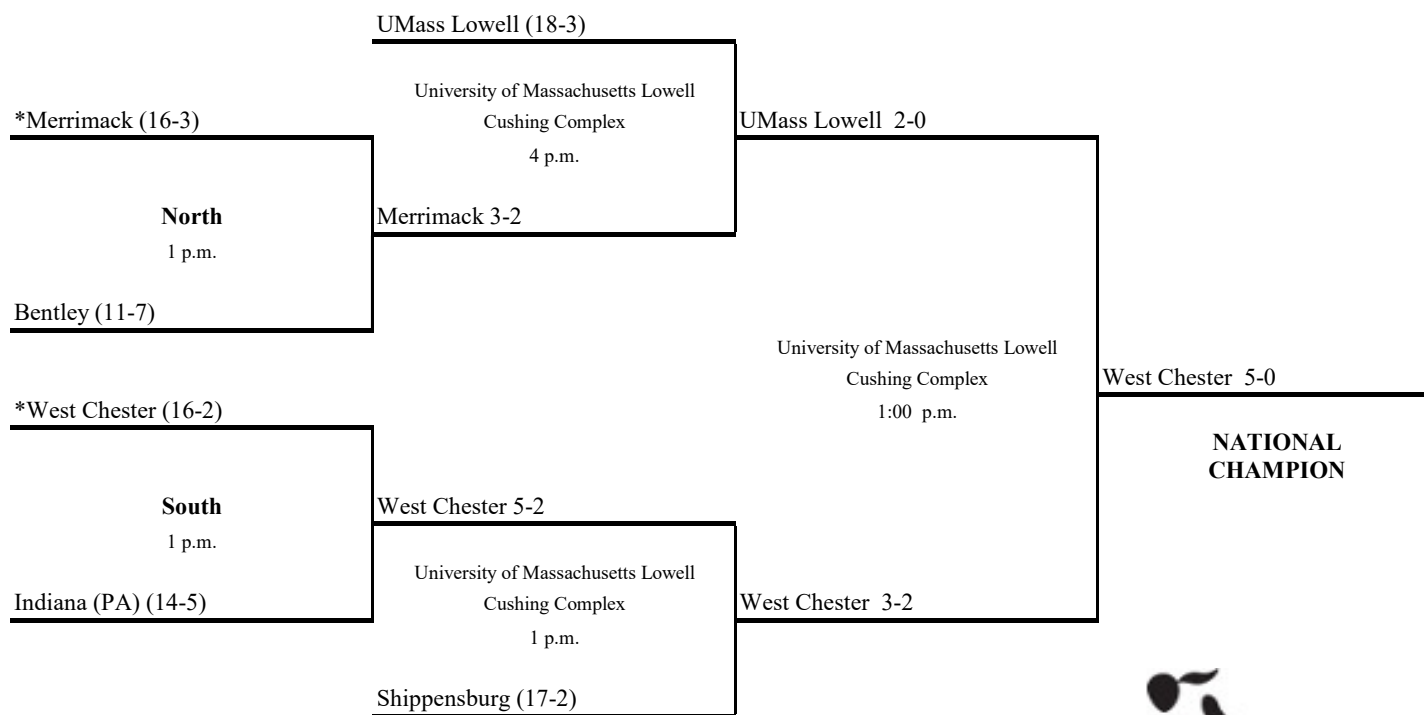 UMass Lowell (18-3)
University of Massachusetts Lowell
Cushing Complex
4 p.m.
*Merrimack (16-3)
UMass Lowell 2-0
North
1 p.m.
Merrimack 3-2
Bentley (11-7)
University of Massachusetts Lowell
Cushing Complex
1:00 p.m.
West Chester 5-0
*West Chester (16-2)
NATIONAL
CHAMPION
South
1 p.m.
West Chester 5-2
University of Massachusetts Lowell
Cushing Complex
1 p.m.
Indiana (PA) (14-5)
West Chester 3-2
Shippensburg (17-2)